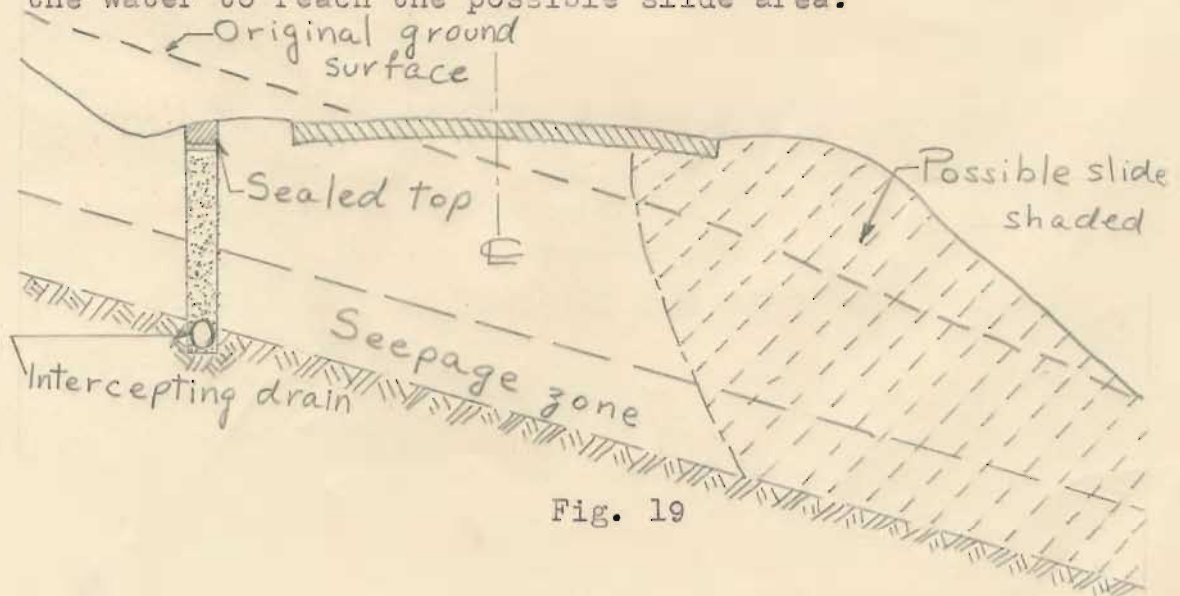 the water to reach the possible slide area.
Original ground
surface
Sealed top
℄
Possible slide
shaded
Seepage zone
Intercepting drain
Fig. 19